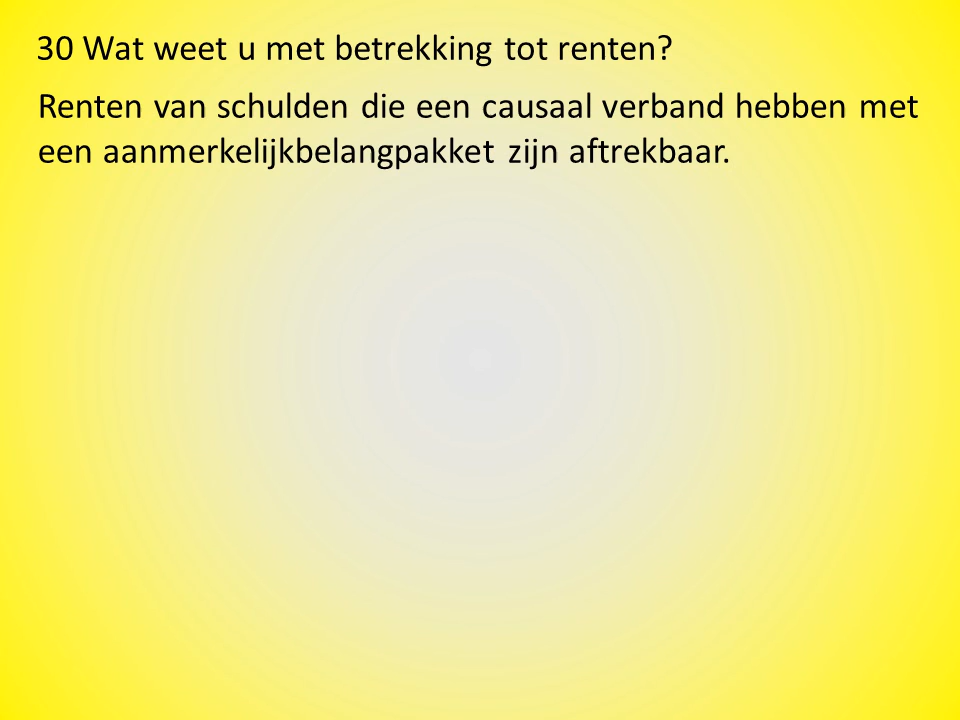 30 Wat weet u met betrekking tot renten?
Renten van schulden die een causaal verband hebben met
een aanmerkelijkbelangpakket zijn aftrekbaar.